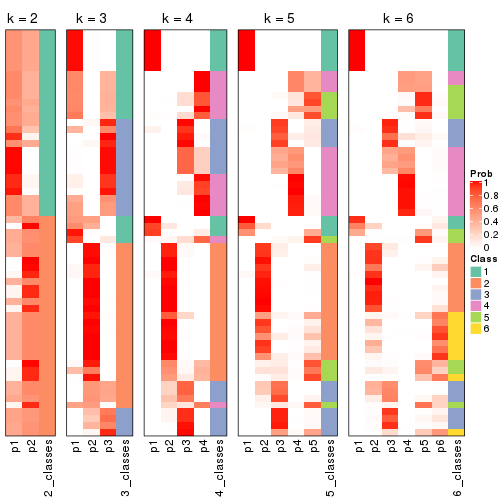 k = 2
k = 3
k = 4
k = 5
k = 6
p1
p2
2_classes
p1
p2
p3
3_classes
p1
p2
p3
p4
4_classes
p1
p2
p3
p4
p5
5_classes
p1
p2
p3
p4
p5
p6
6_classes
Prob
1
0.8
0.6
0.4
0.2
0
Class
1
2
3
4
5
6